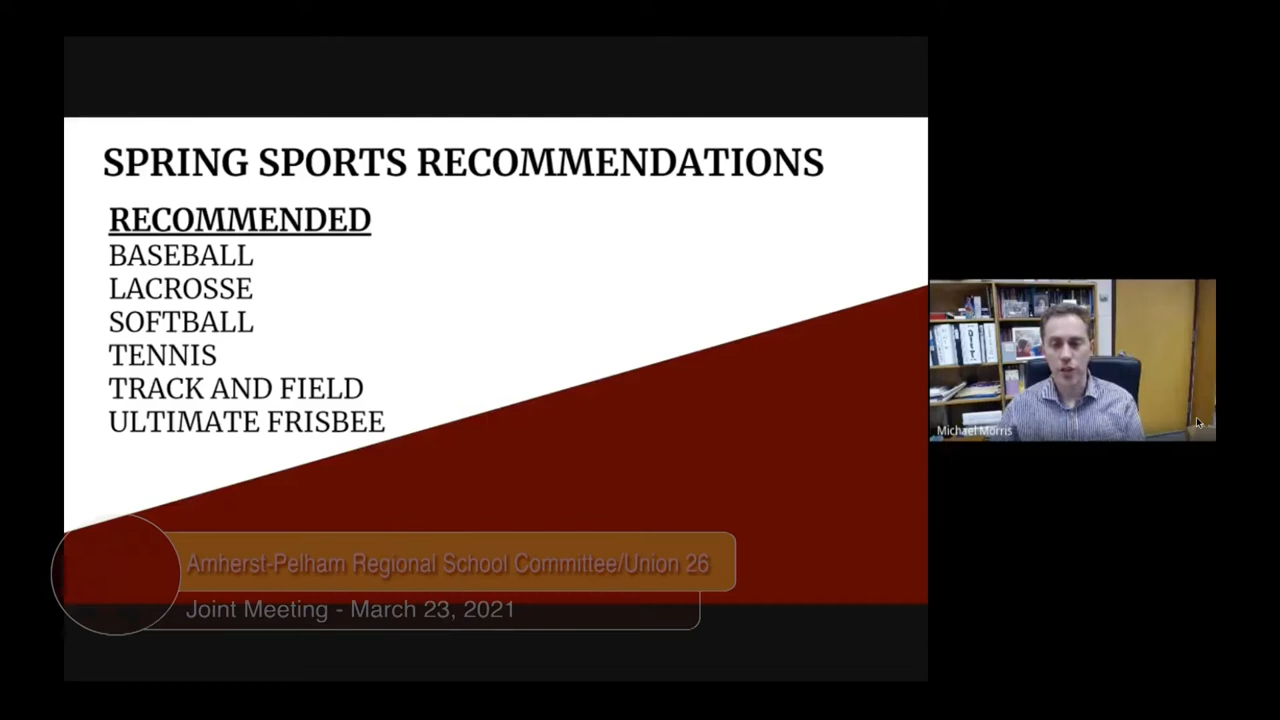 SPRING SPORTS RECOMMENDATIONS
RECOMMENDED
BASEBALL
LACROSSE
SOFTBALL
TENNIS
TRACK AND FIELD
ULTIMATE FRISBEE
Michael Morris
Amherst-Pelham Regional School Committee/Union 26
Joint Meeting - March 23, 2021